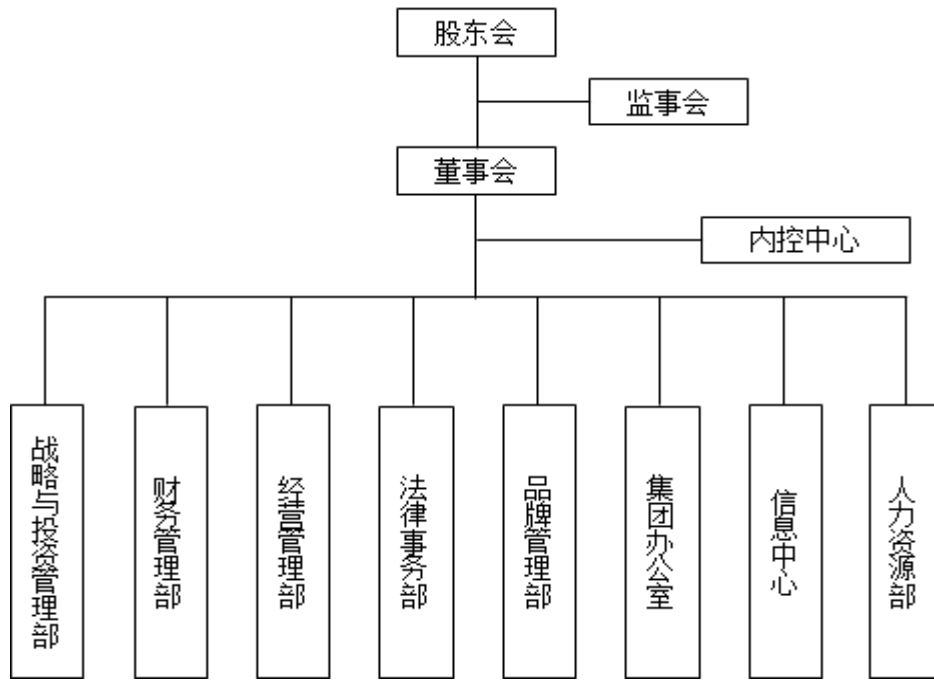 股东会
监事会
董事会
内控中心
战略与投资管理部
财务管理部
经营管理部
法律事务部
品牌管理部
集团办公室
信息中心
人力资源部